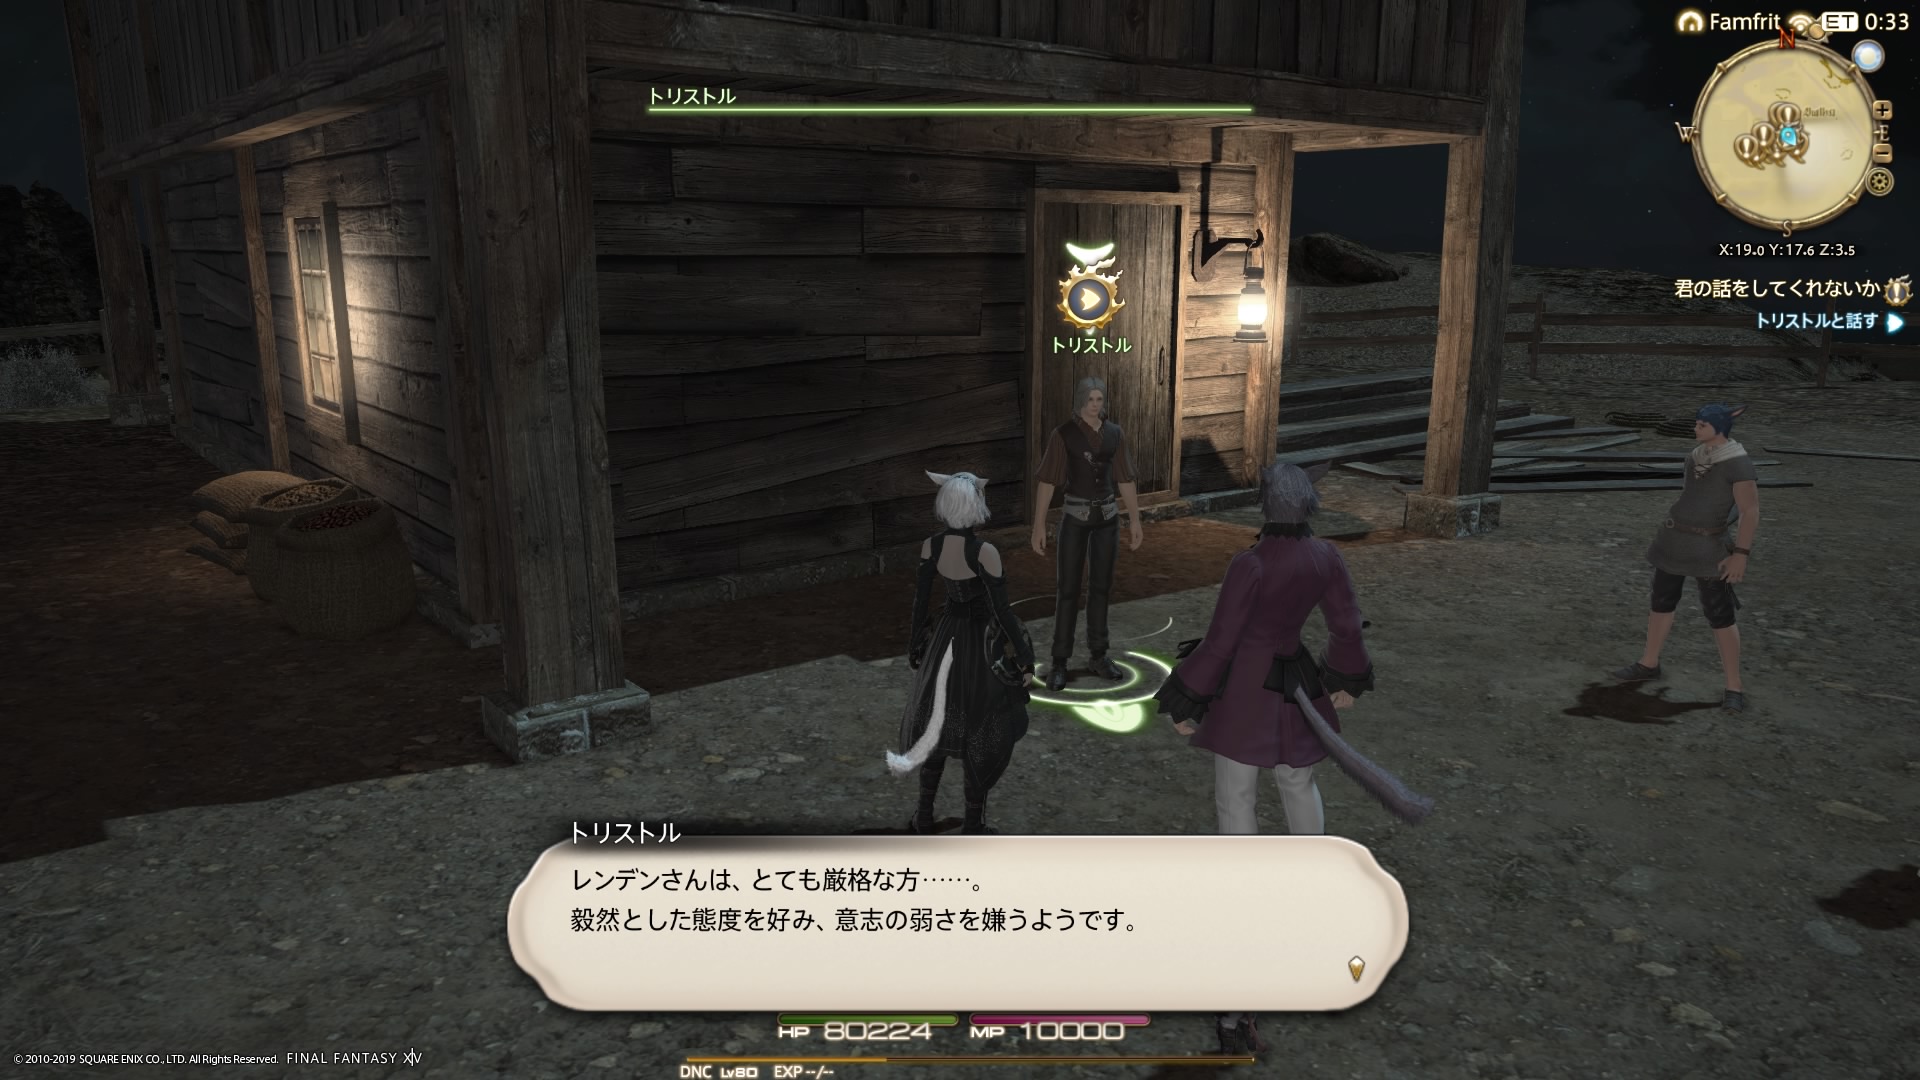 Famfrit ET 0:33
トリストル
N
W
E
S
X:19.0 Y:17.6 Z:3.5
君の話をしてくれないか
トリストルと話す
トリストル
トリストル
レンデンさんは、とても厳格な方……。
毅然とした態度を好み、意志の弱さを嫌うようです。
HP 80224 MP 10000
© 2010-2019 SQUARE ENIX CO., LTD. All Rights Reserved. FINAL FANTASY XIV
DNC Lv80 EXP --/--